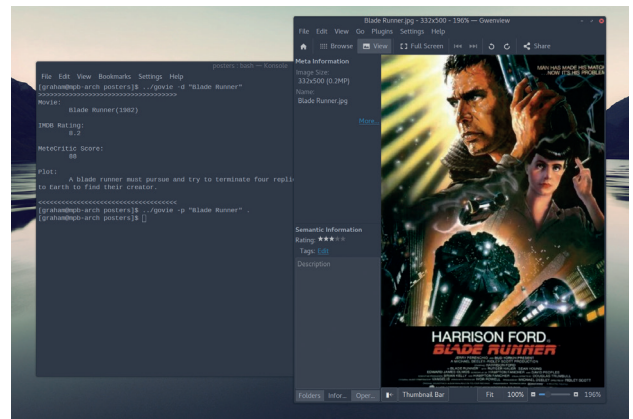 posters : bash — Konsole
File Edit View Bookmarks Settings Help
[graham@mpb-arch posters]$ ../govie -d "Blade Runner"
>>>>>>>>>>>>>>>>>>>>>>>>>>>>>>>>>>>
Movie:
Blade Runner(1982)
IMDB Rating:
8.2
MeteCritic Score:
88
Plot:
A blade runner must pursue and try to terminate four repli
to Earth to find their creator.
<<<<<<<<<<<<<<<<<<<<<<<<<<<<<<<<<<<
[graham@mpb-arch posters]$ ../govie -p "Blade Runner" .
[graham@mpb-arch posters]$
Blade Runner.jpg - 332x500 - 196% — Gwenview
File Edit View Go Plugins Settings Help
Browse View Full Screen Share
Meta Information
Image Size:
332x500 (0.2MP)
Name:
Blade Runner.jpg
More...
Semantic Information
Rating:
Tags: Edit
Description
Folders Infor... Oper...
Thumbnail Bar Fit 100% 196%
MAN HAS MADE HIS MATCH
NOW IT'S HIS PROBLEM
HARRISON FORD
BLADE RUNNER